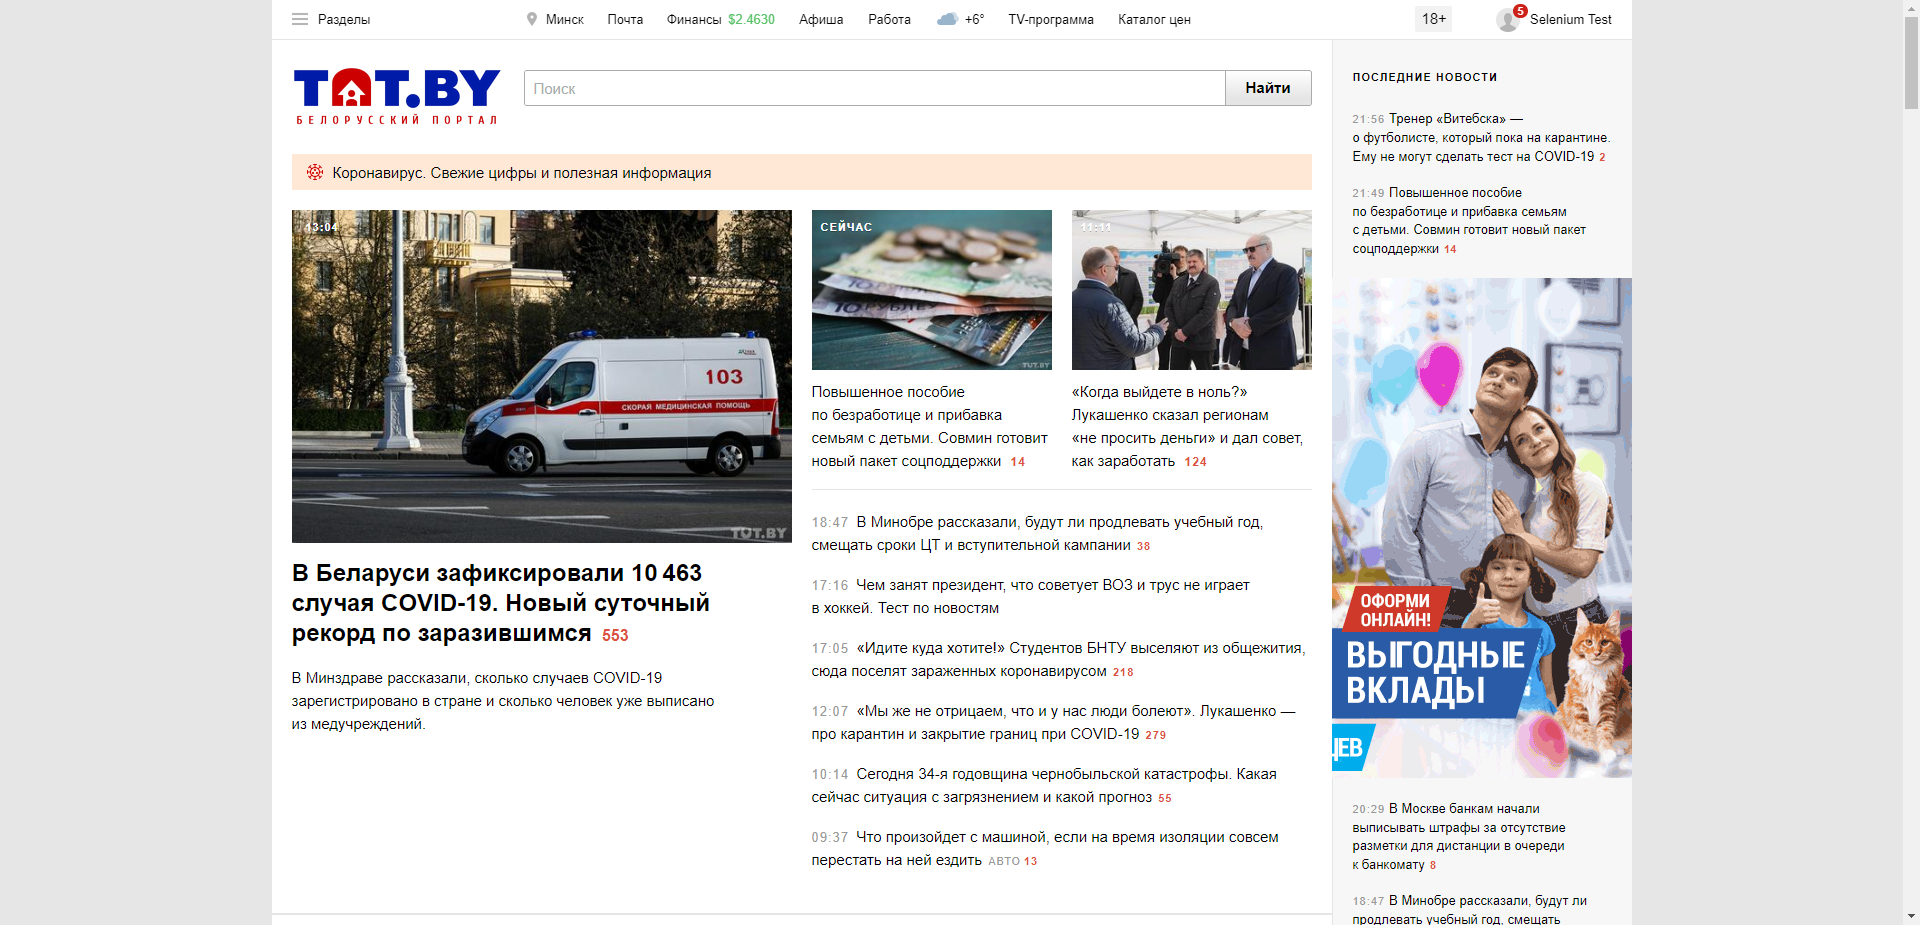 Разделы
Минск
Почта
Финансы $2.4630
Афиша
Работа
+6°
TV-программа
Каталог цен
18+
5
Selenium Test
TUT.BY
БЕЛОРУССКИЙ ПОРТАЛ
Поиск
Найти
Коронавирус. Свежие цифры и полезная информация
13:04
103
СКОРАЯ МЕДИЦИНСКАЯ ПОМОЩЬ
TUT.BY
В Беларуси зафиксировали 10 463
случая COVID-19. Новый суточный
рекорд по заразившимся 553
В Минздраве рассказали, сколько случаев COVID-19
зарегистрировано в стране и сколько человек уже выписано
из медучреждений.
СЕЙЧАС
TUT.BY
Повышенное пособие
по безработице и прибавка
семьям с детьми. Совмин готовит
новый пакет соцподдержки 14
11:11
«Когда выйдете в ноль?»
Лукашенко сказал регионам
«не просить деньги» и дал совет,
как заработать 124
18:47 В Минобре рассказали, будут ли продлевать учебный год,
смещать сроки ЦТ и вступительной кампании 38
17:16 Чем занят президент, что советует ВОЗ и трус не играет
в хоккей. Тест по новостям
17:05 «Идите куда хотите!» Студентов БНТУ выселяют из общежития,
сюда поселят зараженных коронавирусом 218
12:07 «Мы же не отрицаем, что и у нас люди болеют». Лукашенко —
про карантин и закрытие границ при COVID-19 279
10:14 Сегодня 34-я годовщина чернобыльской катастрофы. Какая
сейчас ситуация с загрязнением и какой прогноз 55
09:37 Что произойдет с машиной, если на время изоляции совсем
перестать на ней ездить АВТО 13
ПОСЛЕДНИЕ НОВОСТИ
21:56 Тренер «Витебска» —
о футболисте, который пока на карантине.
Ему не могут сделать тест на COVID-19 2
21:49 Повышенное пособие
по безработице и прибавка семьям
с детьми. Совмин готовит новый пакет
соцподдержки 14
ОФОРМИ
ОНЛАЙН!
ВЫГОДНЫЕ
ВКЛАДЫ
ЦЕВ
20:29 В Москве банкам начали
выписывать штрафы за отсутствие
разметки для дистанции в очереди
к банкомату 8
18:47 В Минобре рассказали, будут ли
продлевать учебный год, смещать